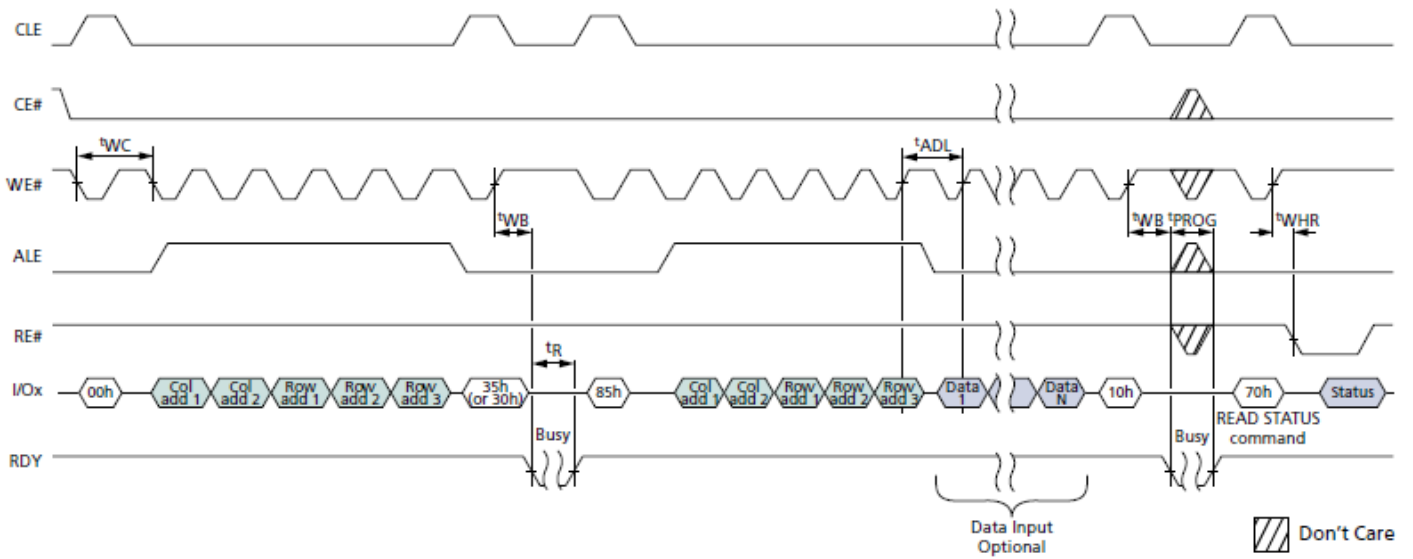 CLE
CE#
tWC
tADL
WE#
tWB
tWB
tPROG
tWHR
ALE
RE#
tR
I/Ox
00h
Col
add 1
Col
add 2
Row
add 1
Row
add 2
Row
add 3
35h
(or 30h)
85h
Col
add 1
Col
add 2
Row
add 1
Row
add 2
Row
add 3
Data
1
Data
N
10h
70h
Status
READ STATUS
command
Busy
Busy
RDY
Data Input
Optional
Don't Care